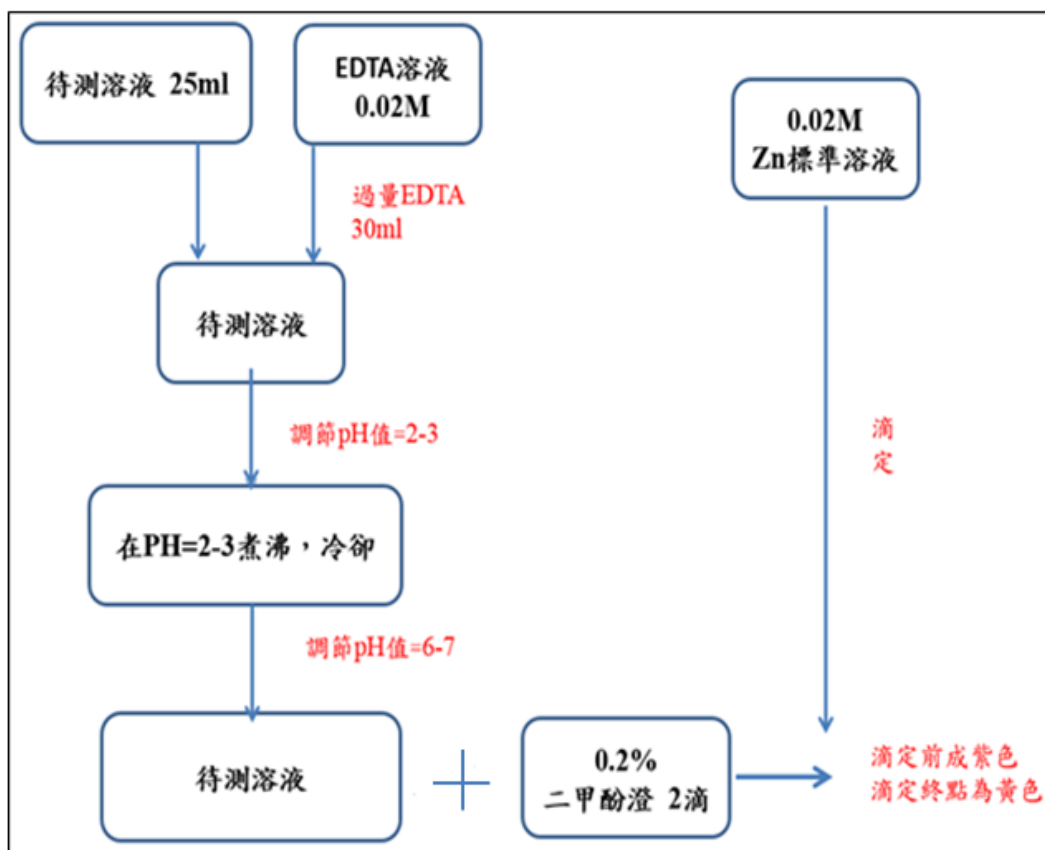 待測溶液 25ml
EDTA溶液
0.02M
0.02M
Zn標準溶液
過量EDTA
30ml
待測溶液
調節pH值=2-3
滴
定
在PH=2-3煮沸，冷卻
調節pH值=6-7
待測溶液
+
0.2%
二甲酚澄 2滴
滴定前成紫色
滴定終點為黃色